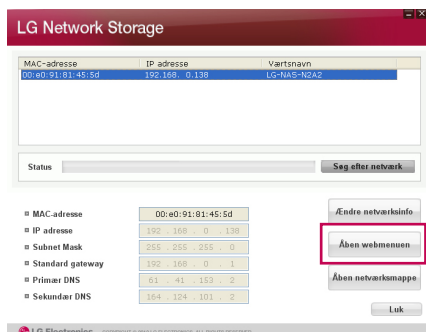 LG Network Storage
MAC-adresse IP adresse Værtsnavn
00:e0:91:81:45:5d 192.168. 0.138 LG-NAS-N2A2
Status Søg efter netværk
MAC-adresse 00:e0:91:81:45:5d
IP adresse 192 . 168 . 0 . 138
Subnet Mask 255 . 255 . 255 . 0
Standard gateway 192 . 168 . 0 . 1
Primær DNS 61 . 41 . 153 . 2
Sekundær DNS 164 . 124 . 101 . 2
Ændre netværksinfo
Åben webmenuen
Åben netværksmappe
Luk
LG Electronics